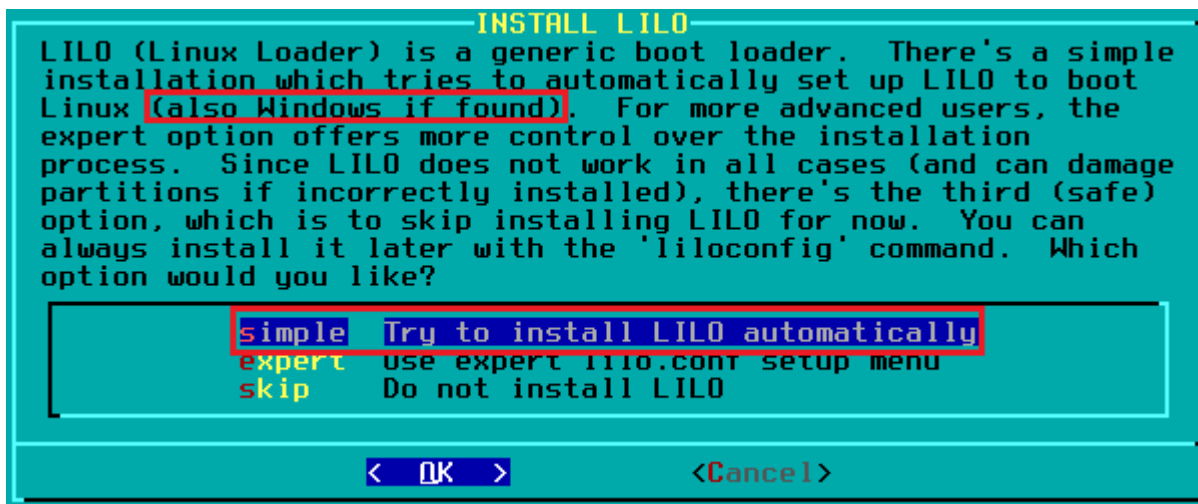 INSTALL LILO
LILO (Linux Loader) is a generic boot loader.  There's a simple
installation which tries to automatically set up LILO to boot
Linux (also Windows if found).  For more advanced users, the
expert option offers more control over the installation
process.  Since LILO does not work in all cases (and can damage
partitions if incorrectly installed), there's the third (safe)
option, which is to skip installing LILO for now.  You can
always install it later with the 'liloconfig' command.  Which
option would you like?
simple  Try to install LILO automatically
expert  Use expert lilo.conf setup menu
skip    Do not install LILO
<  OK  >  <Cancel>